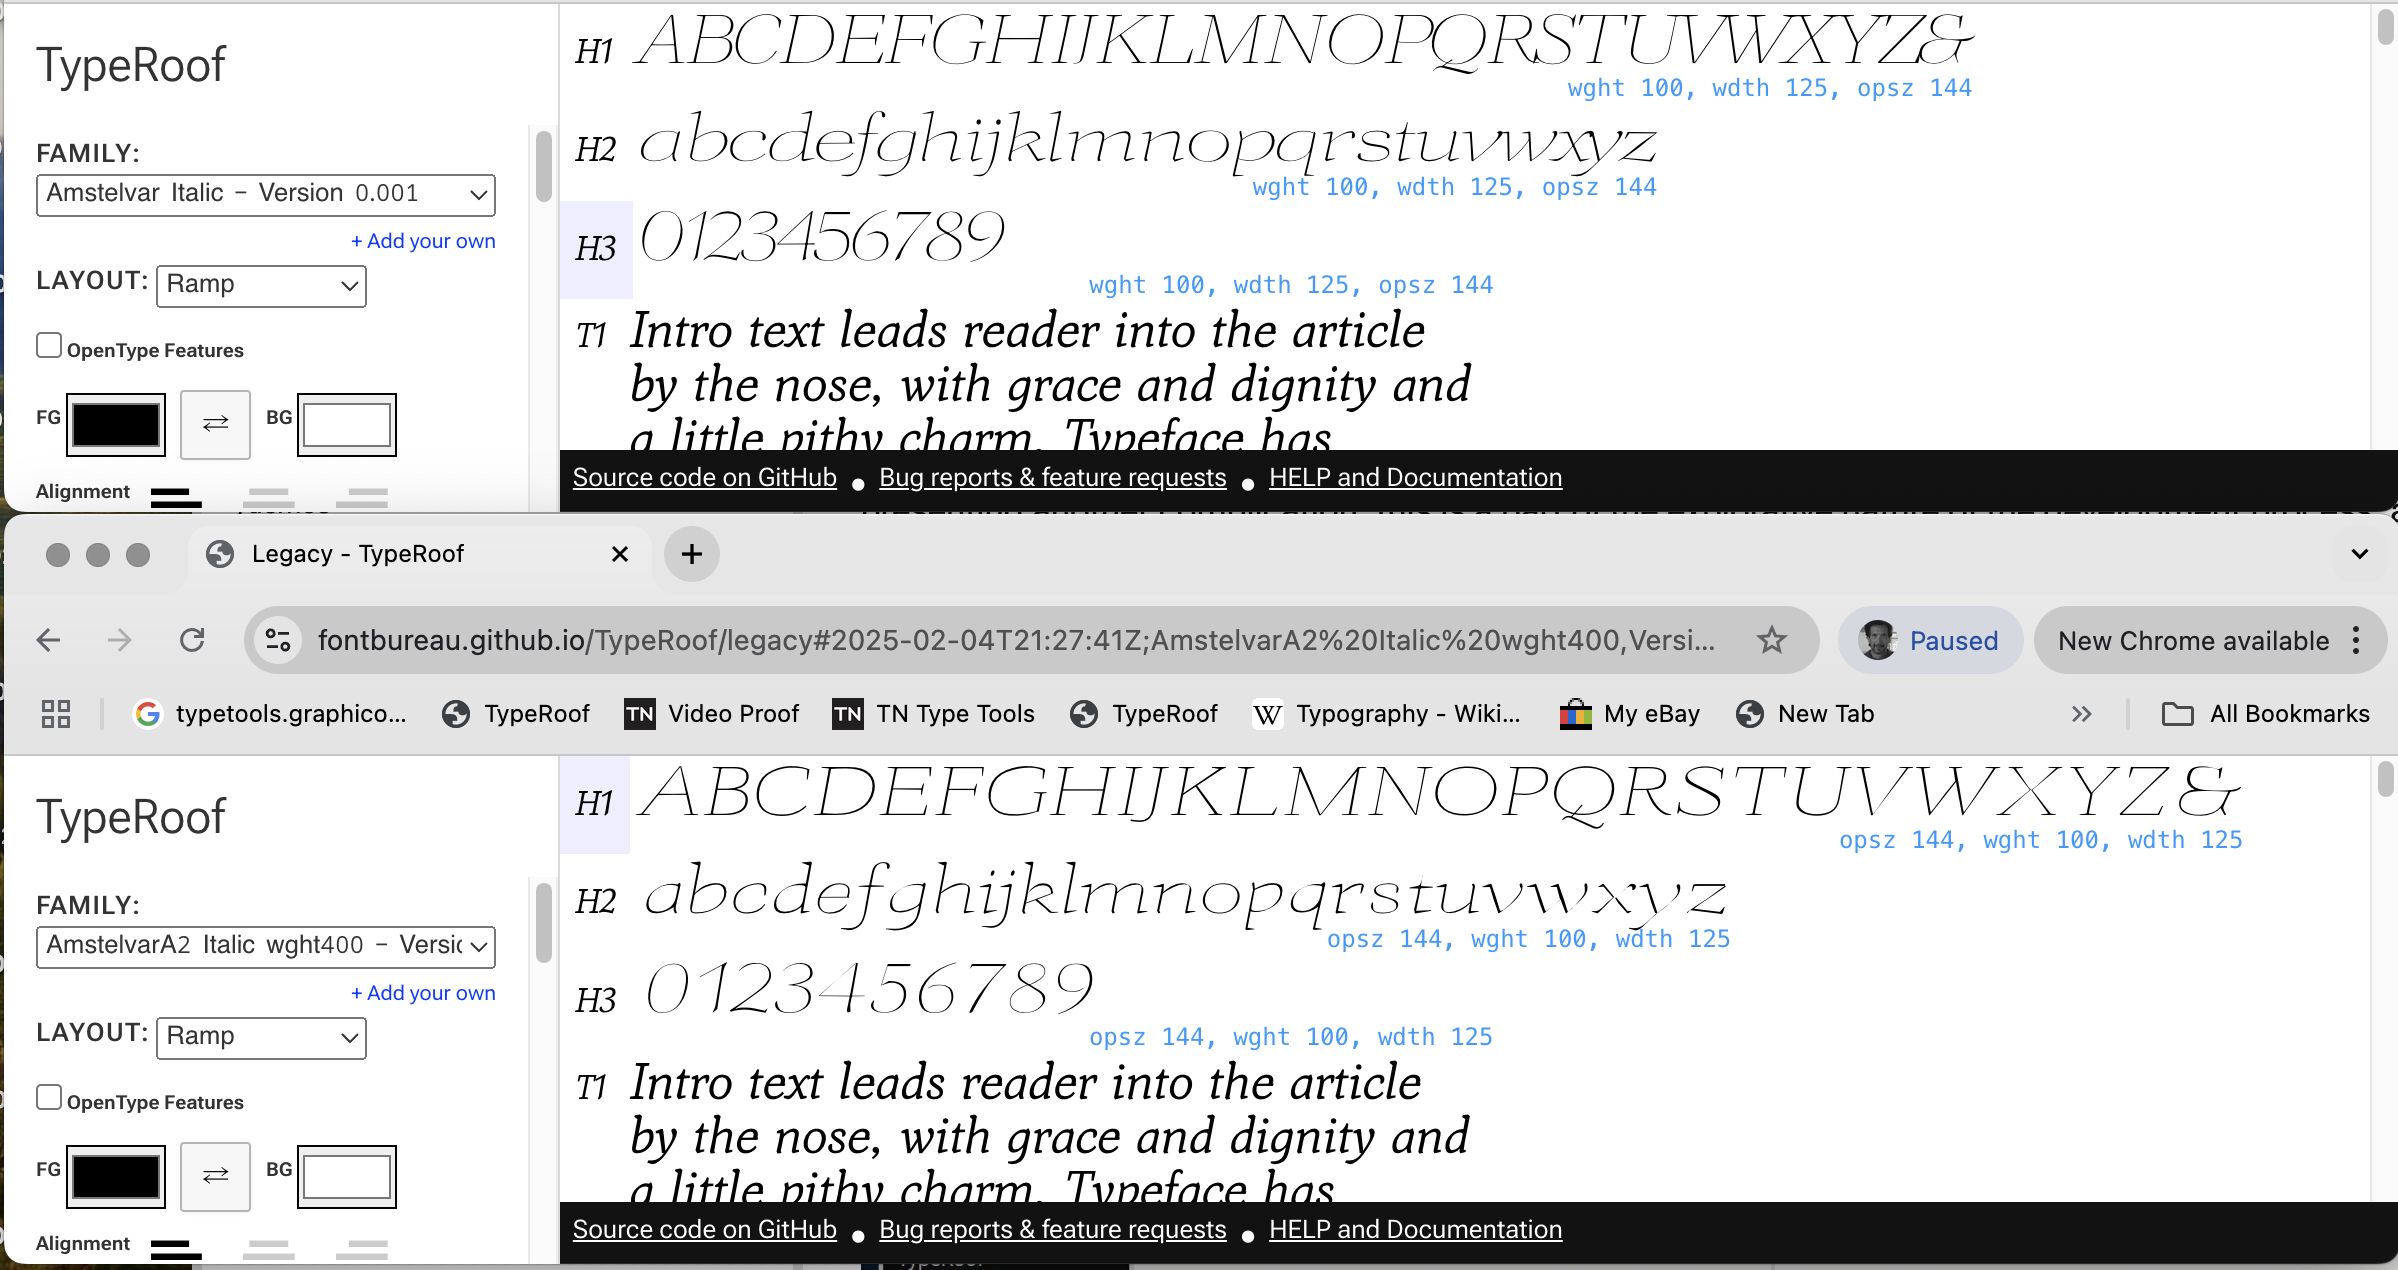 TypeRoof
FAMILY:
Amstelvar Italic – Version 0.001
+ Add your own
LAYOUT: Ramp
OpenType Features
FG
BG
Alignment
H1 ABCDEFGHIJKLMNOPQRSTUVWXYZ&
wght 100, wdth 125, opsz 144
H2 abcdefghijklmnopqrstuvwxyz
wght 100, wdth 125, opsz 144
H3 0123456789
wght 100, wdth 125, opsz 144
T1 Intro text leads reader into the article
by the nose, with grace and dignity and
a little pithy charm. Typeface has
Source code on GitHub ● Bug reports & feature requests ● HELP and Documentation
Legacy - TypeRoof
fontbureau.github.io/TypeRoof/legacy#2025-02-04T21:27:41Z;AmstelvarA2%20Italic%20wght400,Versi...
Paused
New Chrome available
typetools.graphico... TypeRoof TN Video Proof TN TN Type Tools TypeRoof W Typography - Wiki... My eBay New Tab » All Bookmarks
TypeRoof
FAMILY:
AmstelvarA2 Italic wght400 – Versic
+ Add your own
LAYOUT: Ramp
OpenType Features
FG
BG
Alignment
H1 ABCDEFGHIJKLMNOPQRSTUVWXYZ&
opsz 144, wght 100, wdth 125
H2 abcdefghijklmnopqrstuvwxyz
opsz 144, wght 100, wdth 125
H3 0123456789
opsz 144, wght 100, wdth 125
T1 Intro text leads reader into the article
by the nose, with grace and dignity and
a little pithy charm. Typeface has
Source code on GitHub ● Bug reports & feature requests ● HELP and Documentation